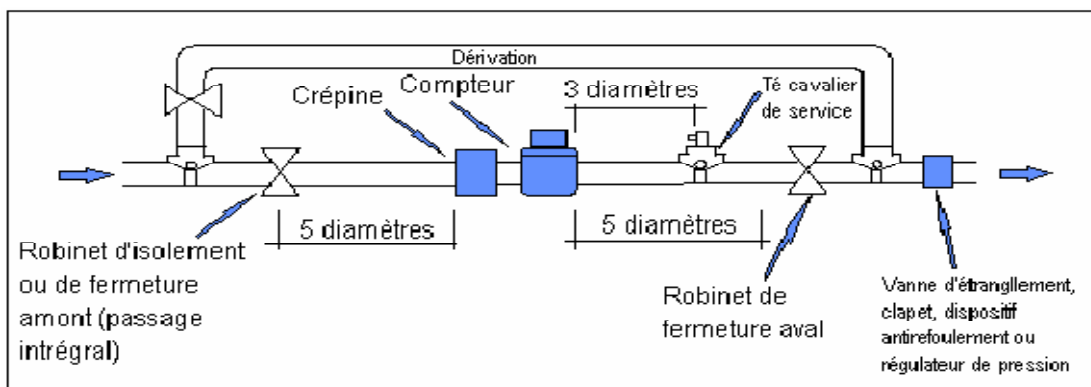 Dérivation
Crépine
Compteur
3 diamètres
Té cavalier
de service
5 diamètres
5 diamètres
Robinet d'isolement
ou de fermeture
amont (passage
intrégral)
Robinet de
fermeture aval
Vanne d'étrangllement,
clapet, dispositif
antirefoulement ou
régulateur de pression